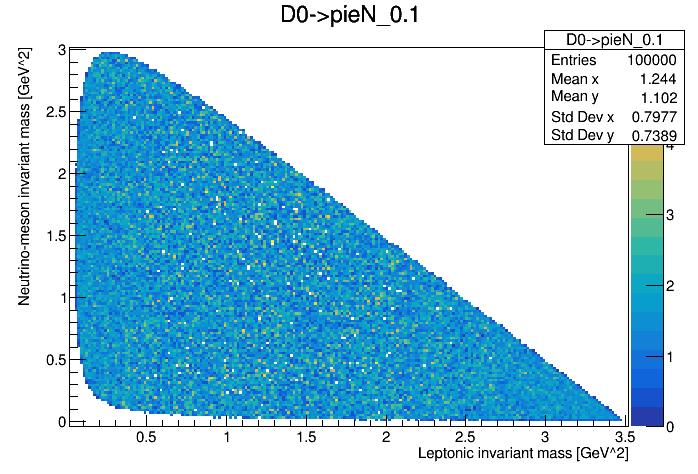 D0->pieN_0.1
D0->pieN_0.1
Entries 100000
Mean x 1.244
Mean y 1.102
Std Dev x 0.7977
Std Dev y 0.7389
Neutrino-meson invariant mass [GeV^2]
3
2.5
2
1.5
1
0.5
0
0.5 1 1.5 2 2.5 3 3.5
Leptonic invariant mass [GeV^2]
4
3
2
1
0